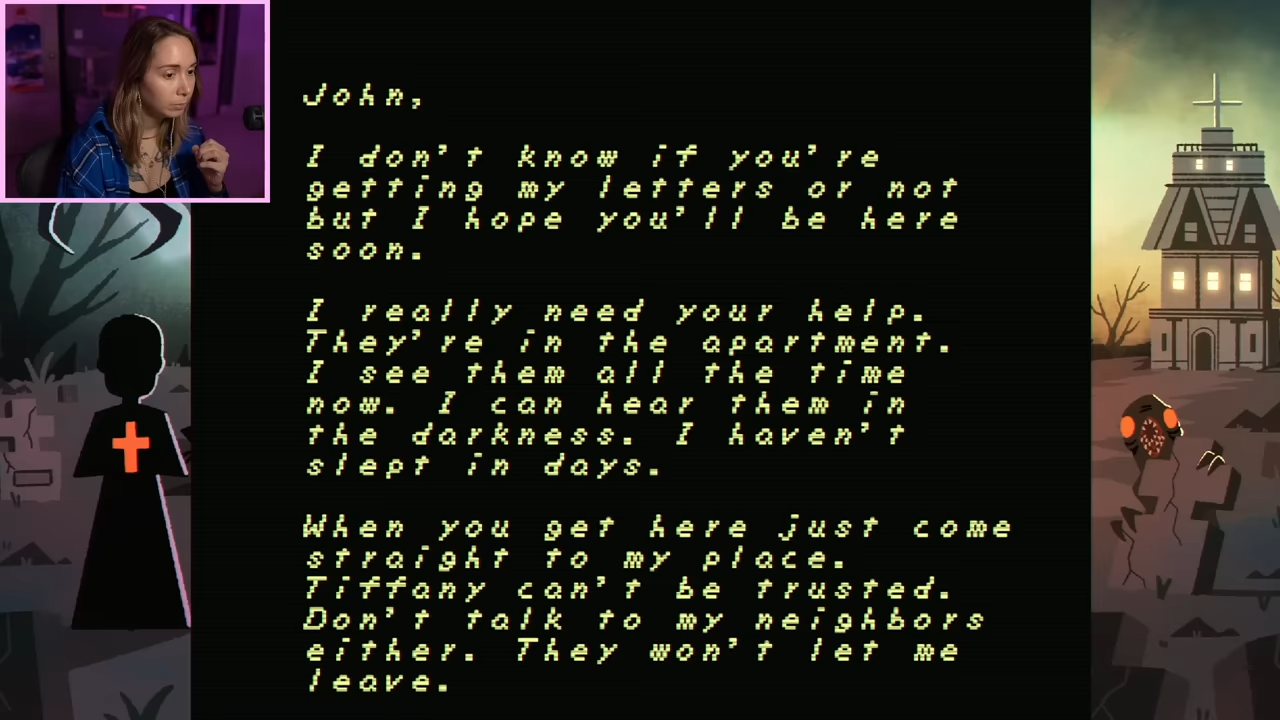 John,
I don't know if you're
getting my letters or not
but I hope you'll be here
soon.
I really need your help.
They're in the apartment.
I see them all the time
now. I can hear them in
the darkness. I haven't
slept in days.
When you get here just come
straight to my place.
Tiffany can't be trusted.
Don't talk to my neighbors
either. They won't let me
leave.